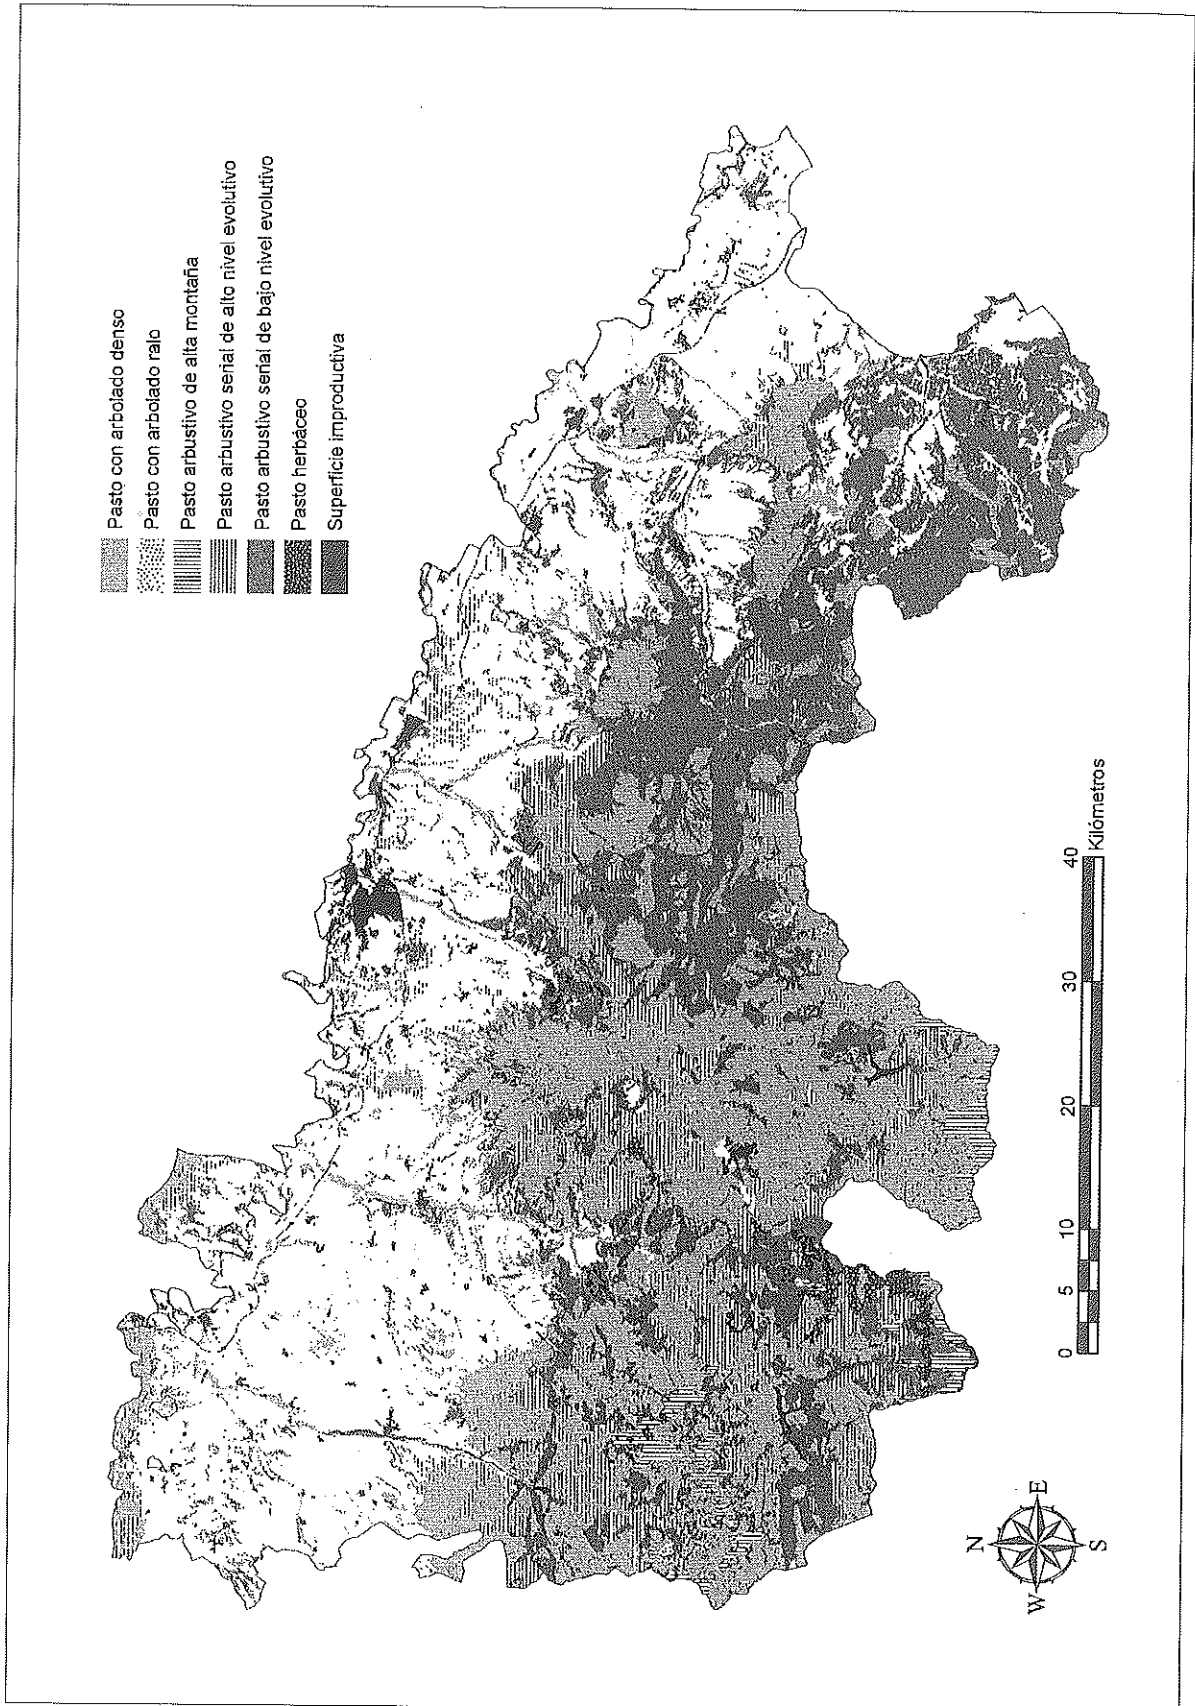 Pasto con arbolado denso
Pasto con arbolado ralo
Pasto arbustivo de alta montaña
Pasto arbustivo serial de alto nivel evolutivo
Pasto arbustivo serial de bajo nivel evolutivo
Pasto herbáceo
Superficie improductiva
0 5 10 20 30 40
Kilómetros
N
W E
S